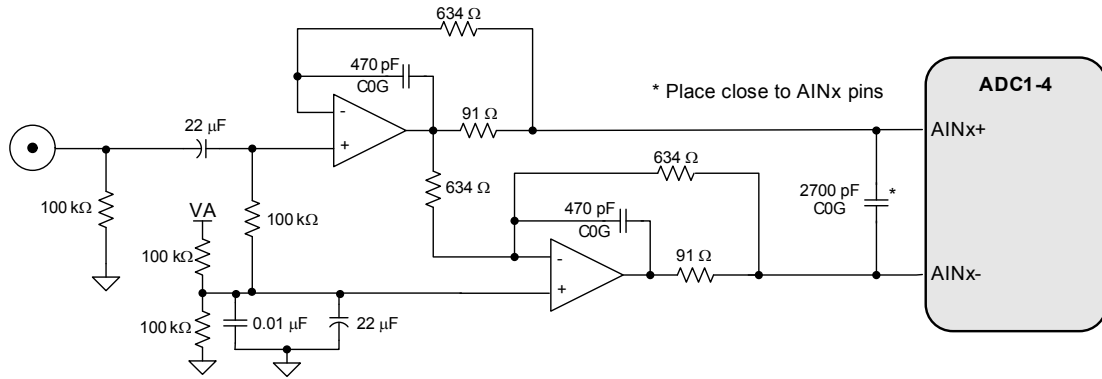 634 Ω
470 pF
C0G
* Place close to AINx pins
ADC1-4
-
+
91 Ω
AINx+
22 µF
634 Ω
634 Ω
2700 pF
C0G
*
100 kΩ
VA
100 kΩ
470 pF
C0G
100 kΩ
-
+
91 Ω
AINx-
100 kΩ
0.01 µF
22 µF